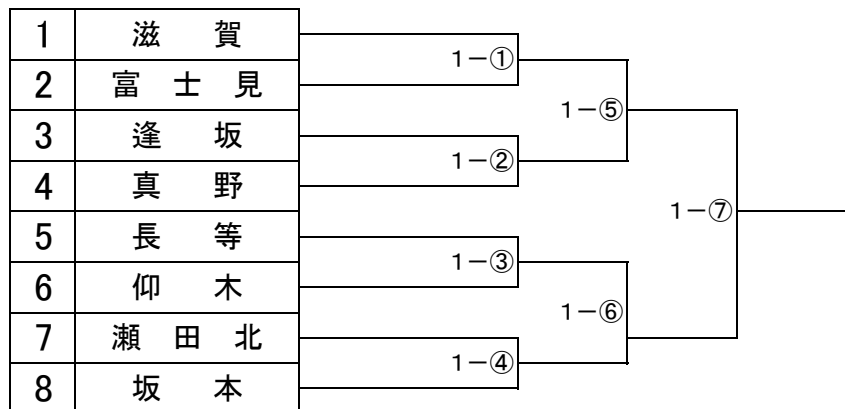 1 滋 賀
1－①
2 富 士 見
1－⑤
3 逢 坂
1－②
4 真 野
1－⑦
5 長 等
1－③
6 仰 木
1－⑥
7 瀬 田 北
1－④
8 坂 本